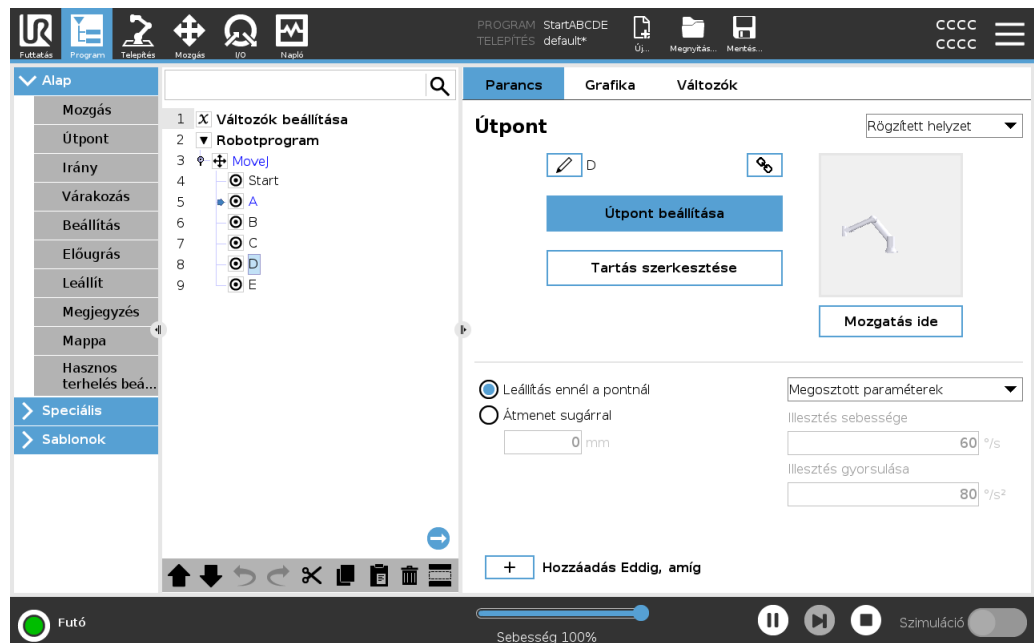 UR
Futtatás
Program
Telepítés
Mozgás
I/O
Napló
PROGRAM StartABCDE
TELEPÍTÉS default*
Új...
Megnyitás...
Mentés...
CCCC
CCCC
Alap
Mozgás
Útpont
Irány
Várakozás
Beállítás
Előugrás
Leállít
Megjegyzés
Mappa
Hasznos
terhelés beá...
Speciális
Sablonok
1 X Változók beállítása
2 Robotprogram
3 MoveJ
4 Start
5 A
6 B
7 C
8 D
9 E
Parancs
Grafika
Változók
Útpont
Rögzített helyzet
D
Útpont beállítása
Tartás szerkesztése
Mozgatás ide
Leállítás ennél a pontnál
Megosztott paraméterek
Átmenet sugárral
0 mm
Illesztés sebessége
60 °/s
Illesztés gyorsulása
80 °/s²
+ Hozzáadás Eddig, amíg
Futó
Sebesség 100%
Szimuláció